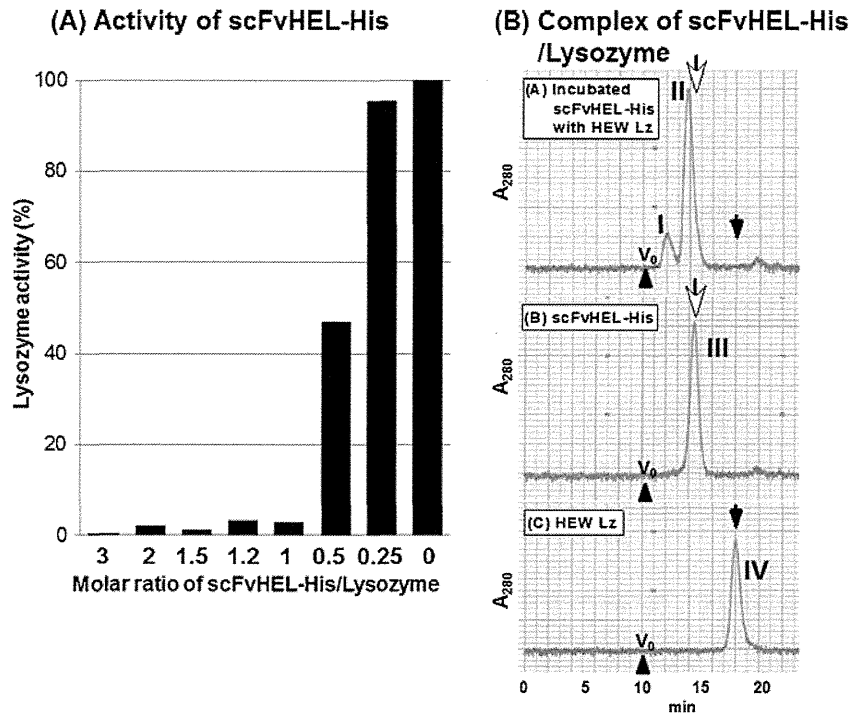 (A) Activity of scFvHEL-His
100
80
60
40
20
0
Lysozyme activity (%)
3 2 1.5 1.2 1 0.5 0.25 0
Molar ratio of scFvHEL-His/Lysozyme
(B) Complex of scFvHEL-His
/Lysozyme
(A) Incubated
scFvHEL-His
with HEW Lz
II
I
V0
A280
(B) scFvHEL-His
III
V0
A280
(C) HEW Lz
IV
V0
A280
0 5 10 15 20
min